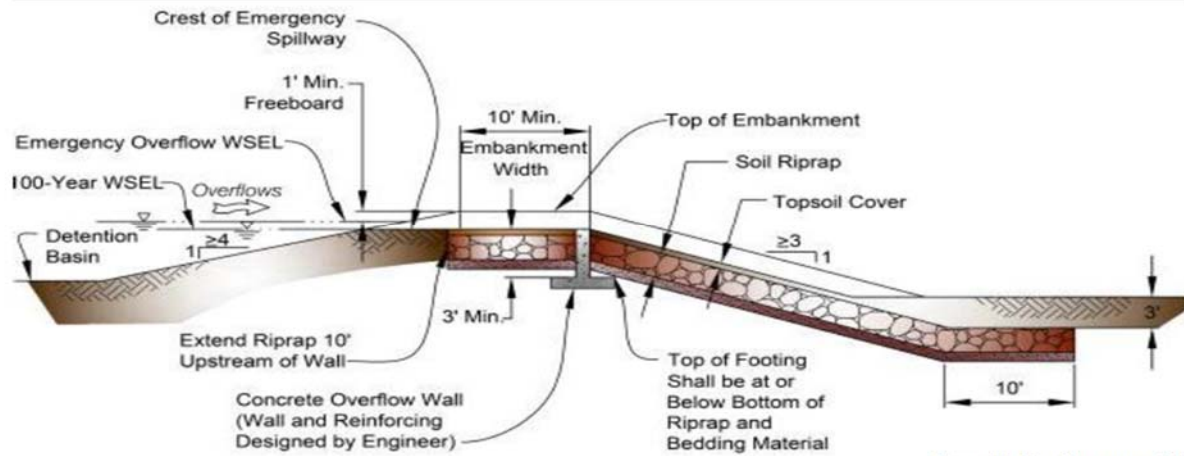 Crest of Emergency
Spillway
1' Min.
Freeboard
10' Min.
Embankment
Width
Top of Embankment
Emergency Overflow WSEL
Soil Riprap
100-Year WSEL
Overflows
Topsoil Cover
Detention
Basin
≥4
1
≥3
1
3' Min.
3'
Extend Riprap 10'
Upstream of Wall
Concrete Overflow Wall
(Wall and Reinforcing
Designed by Engineer)
Top of Footing
Shall be at or
Below Bottom of
Riprap and
Bedding Material
10'